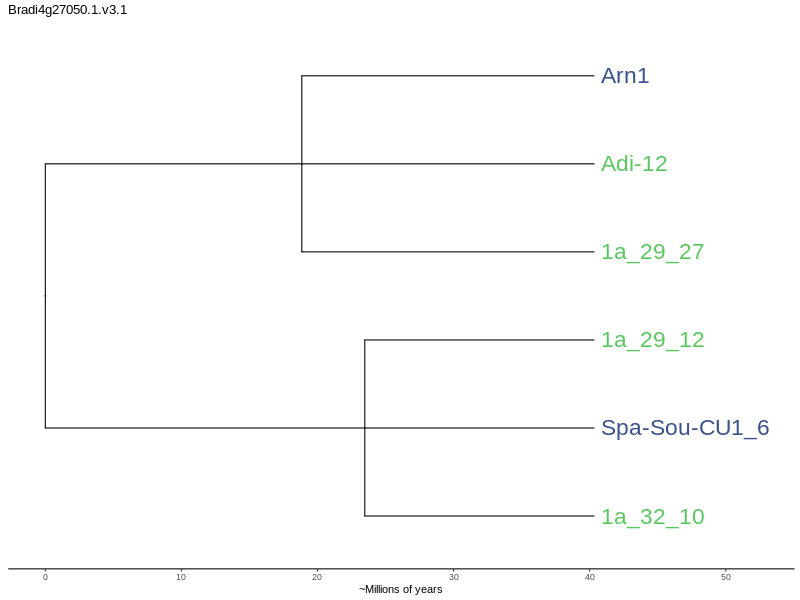 Bradi4g27050.1.v3.1
Arn1
Adi-12
1a_29_27
1a_29_12
Spa-Sou-CU1_6
1a_32_10
0 10 20 30 40 50
~Millions of years